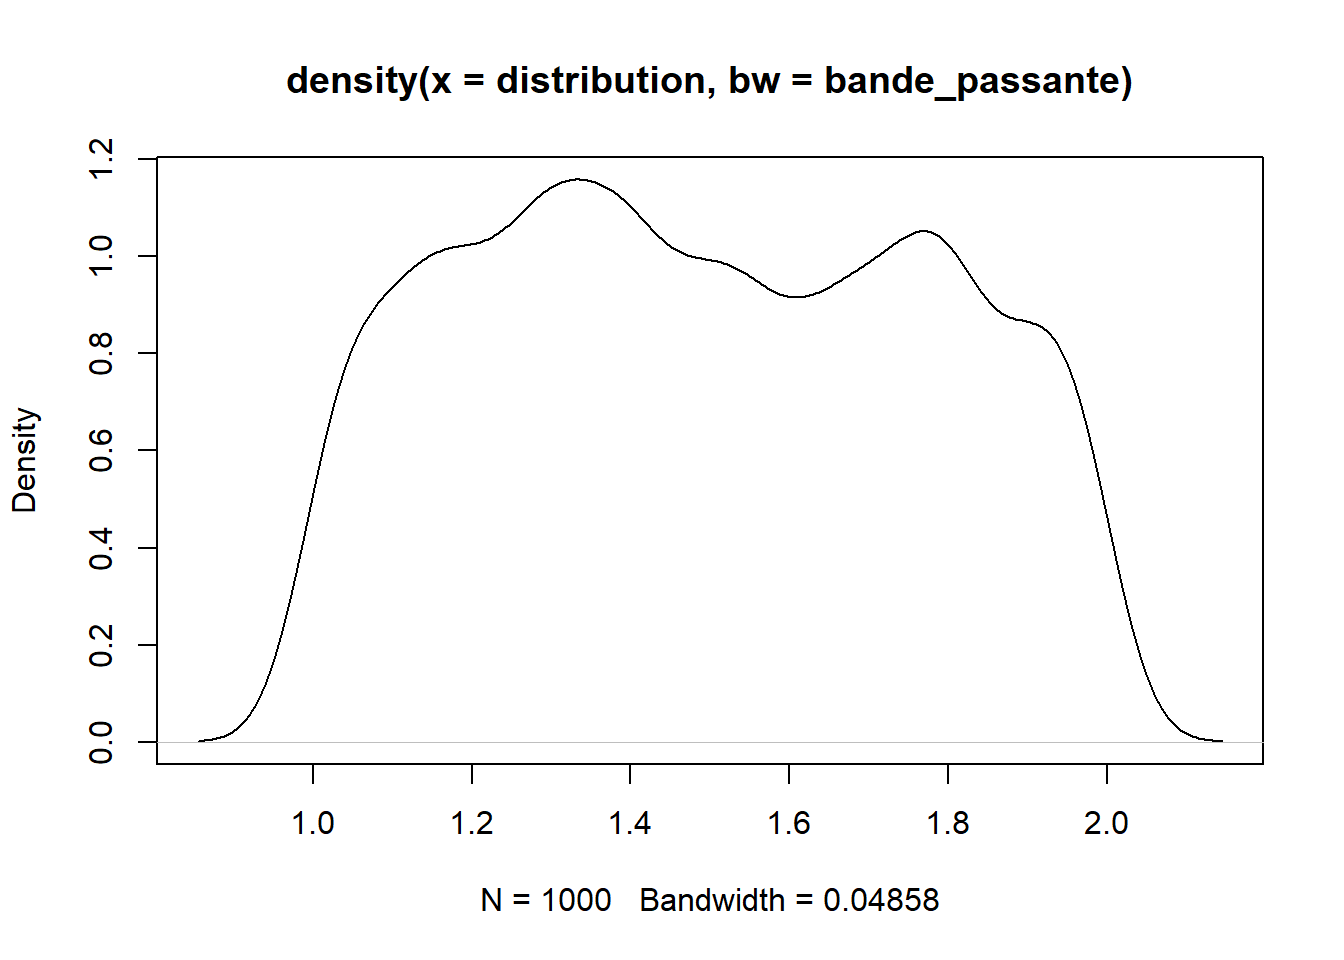 density(x = distribution, bw = bande_passante)
Density
1.2
1.0
0.8
0.6
0.4
0.2
0.0
1.0 1.2 1.4 1.6 1.8 2.0
N = 1000 Bandwidth = 0.04858